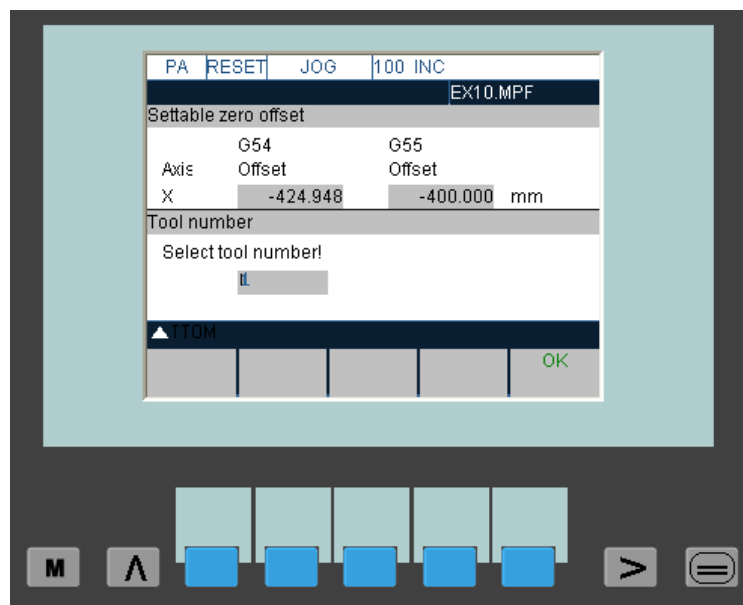 PA RESET JOG 100 INC
EX10.MPF
Settable zero offset
G54 G55
Axis Offset Offset
X -424.948 -400.000 mm
Tool number
Select tool number!
TTOM
OK
M Λ >